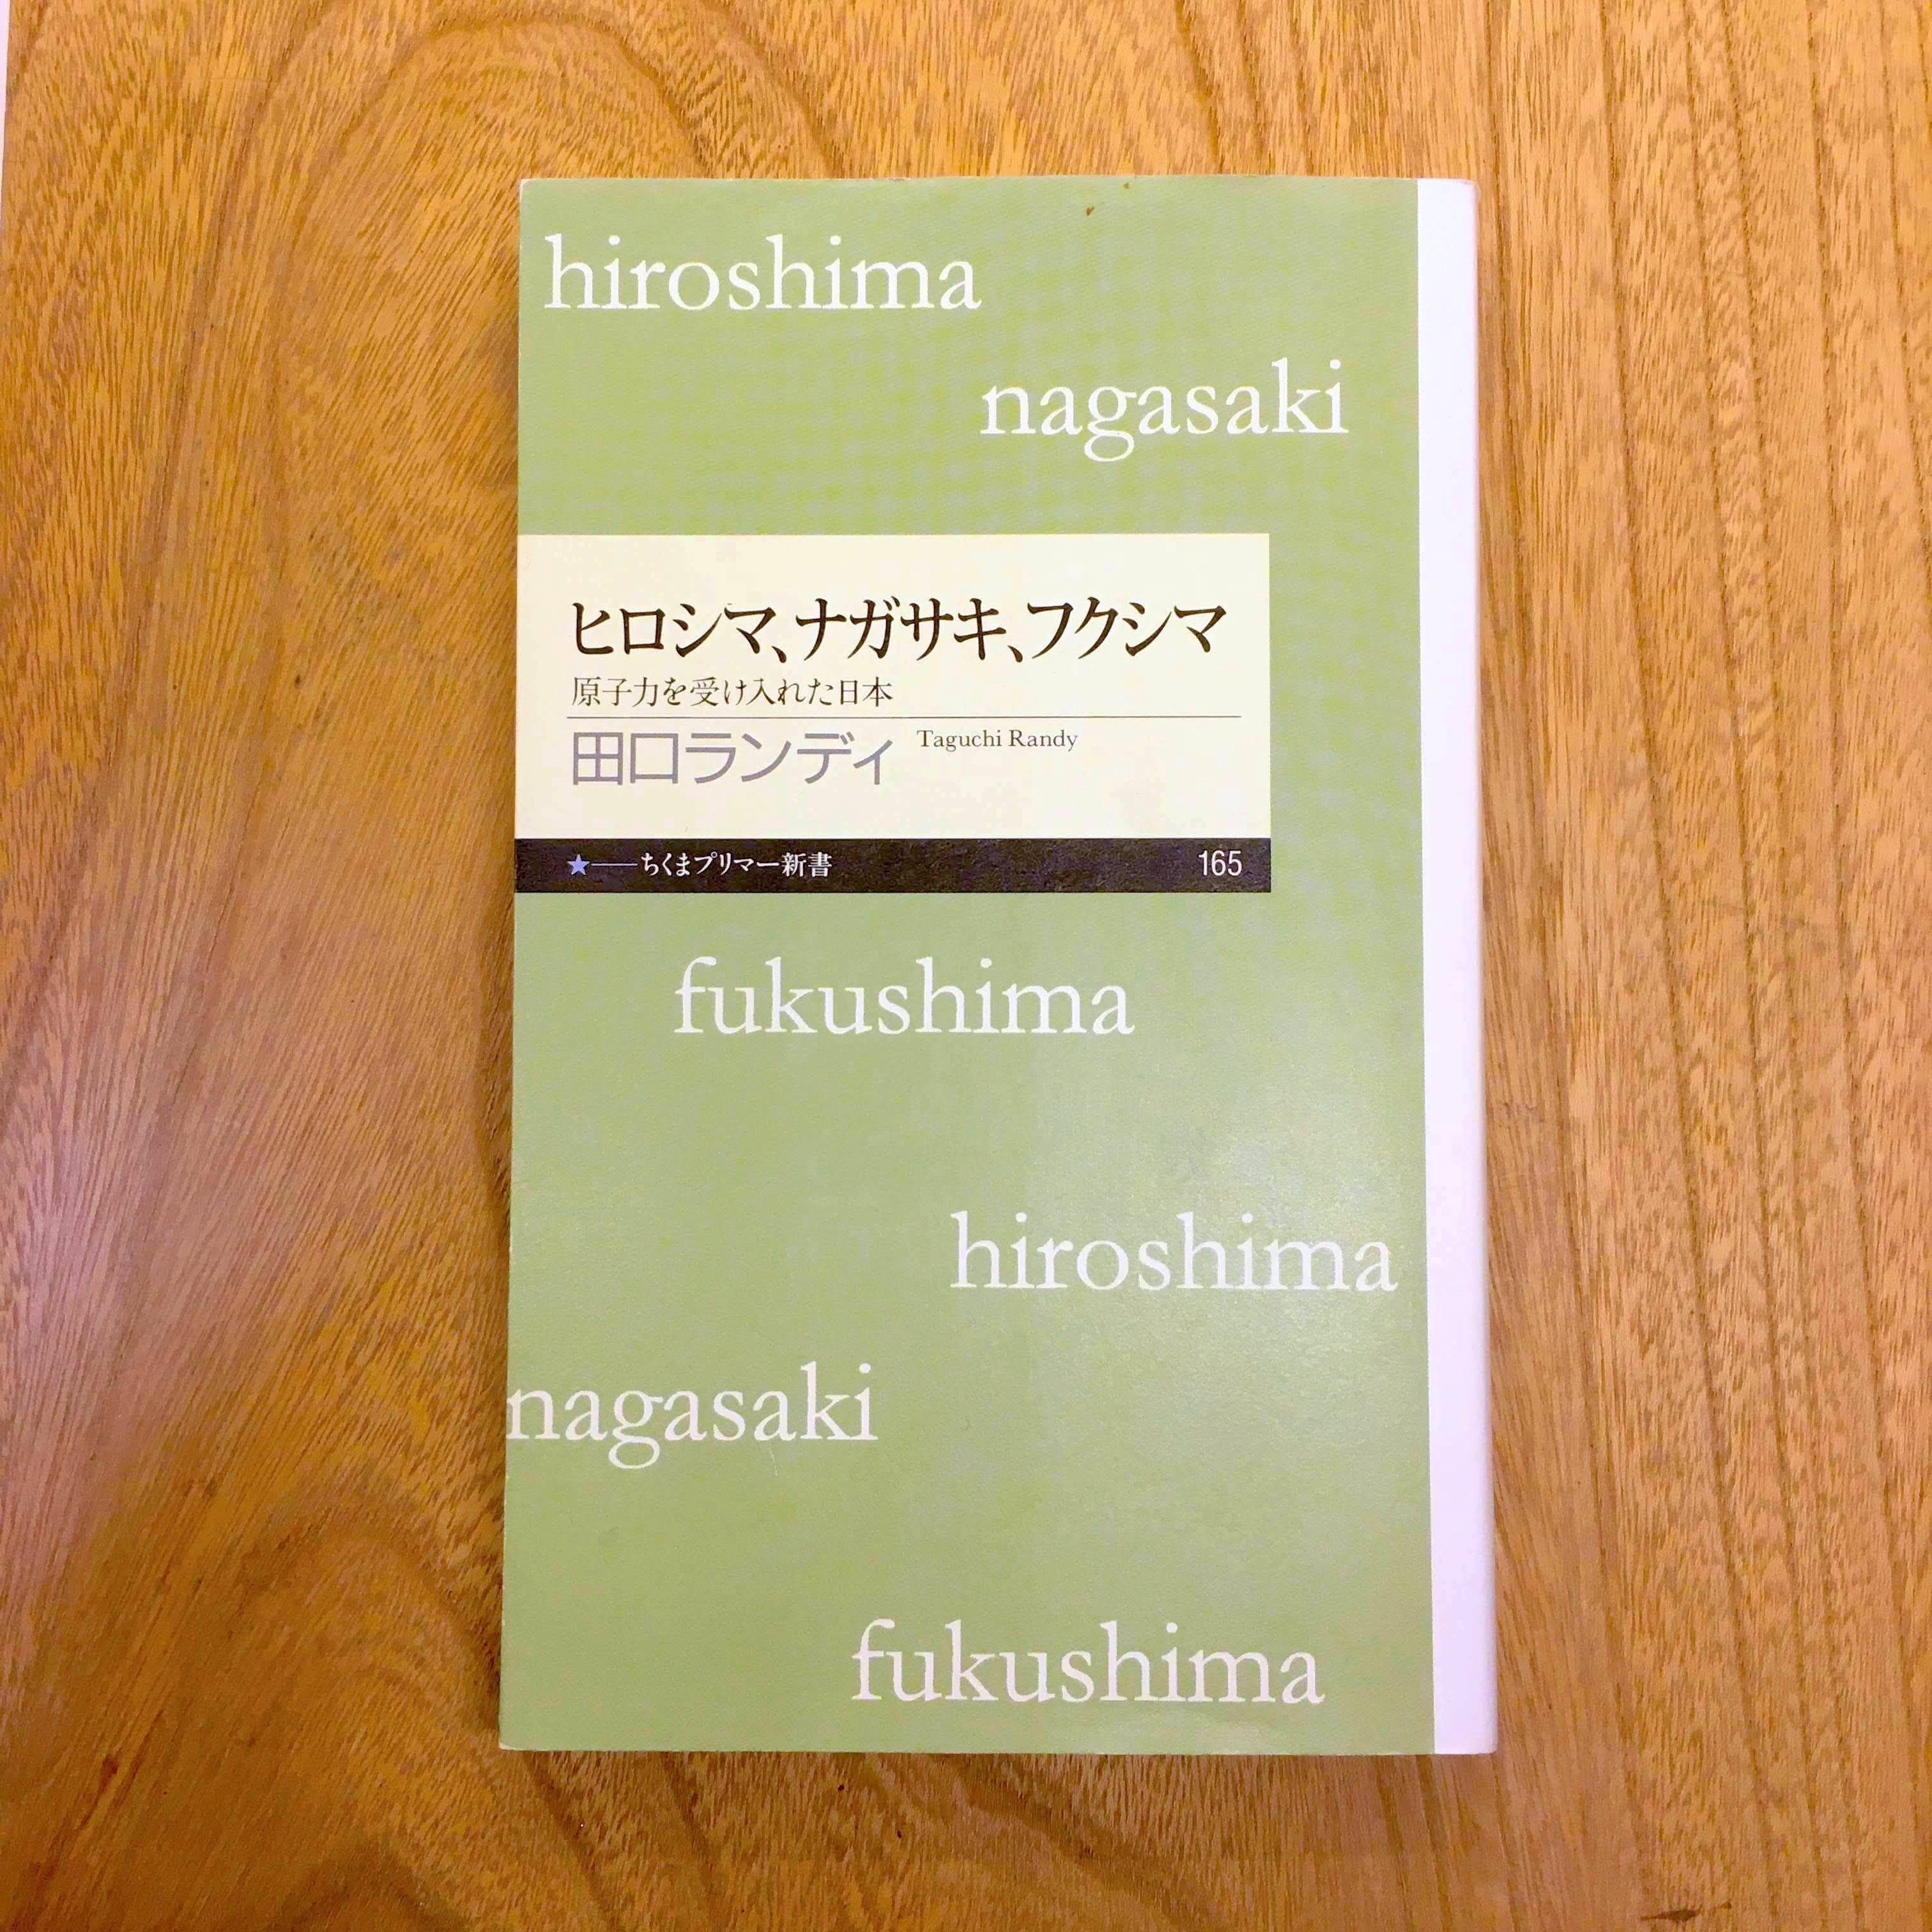 hiroshima
nagasaki
ヒロシマ、ナガサキ、フクシマ
原子力を受け入れた日本
田口ランディ Taguchi Randy
★──ちくまプリマー新書 165
fukushima
hiroshima
nagasaki
fukushima